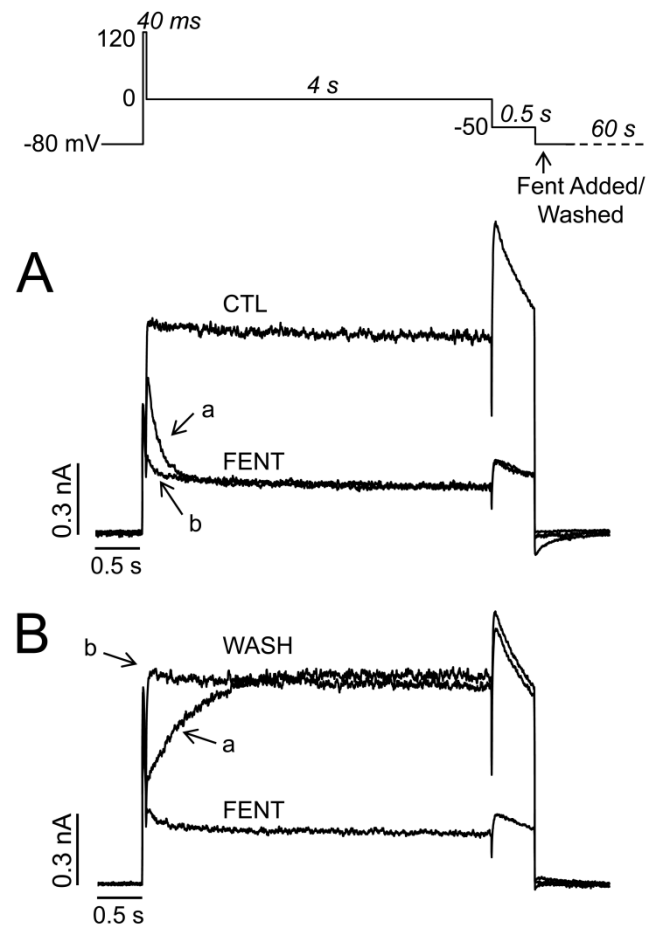 40 ms
120
0
4 s
-50
0.5 s
-80 mV
60 s
Fent Added/
Washed
A
CTL
a
FENT
b
0.3 nA
0.5 s
B
b
WASH
a
FENT
0.3 nA
0.5 s